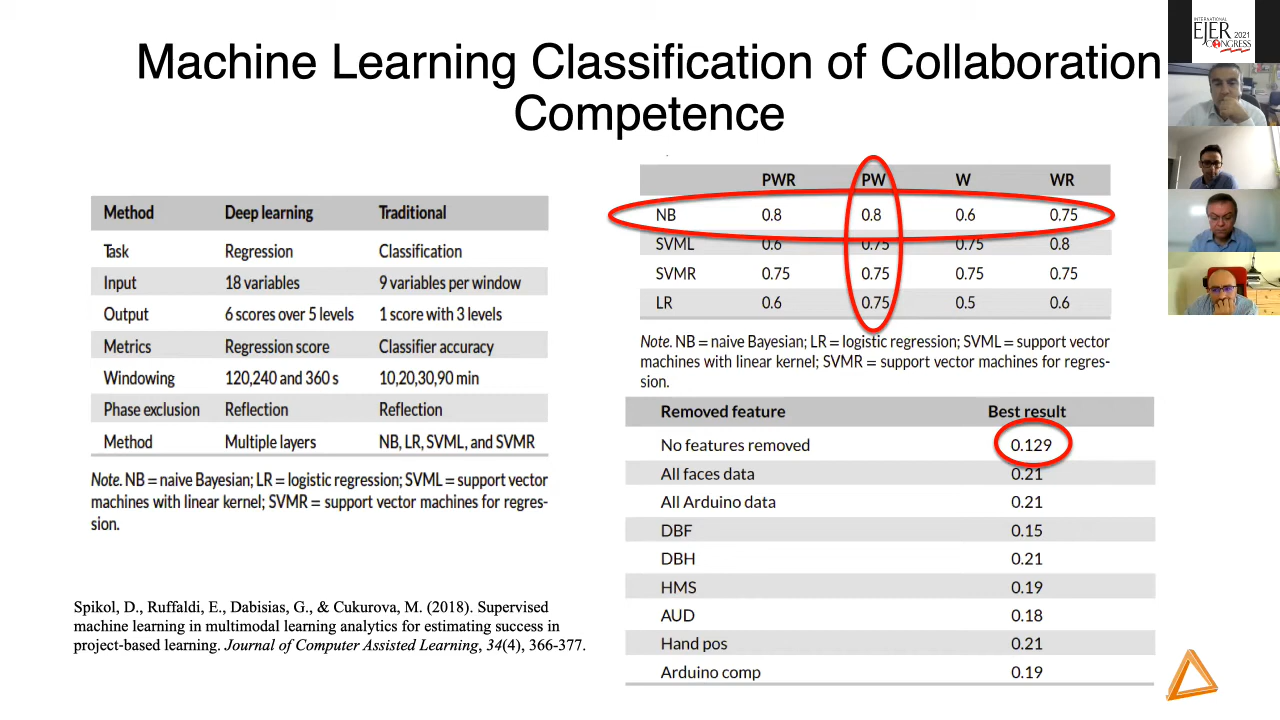 Machine Learning Classification of Collaboration
Competence
INTERNATIONAL
EJER 2021
CONGRESS
Method Deep learning Traditional
Task Regression Classification
Input 18 variables 9 variables per window
Output 6 scores over 5 levels 1 score with 3 levels
Metrics Regression score Classifier accuracy
Windowing 120,240 and 360 s 10,20,30,90 min
Phase exclusion Reflection Reflection
Method Multiple layers NB, LR, SVML, and SVMR
Note. NB = naive Bayesian; LR = logistic regression; SVML = support vector
machines with linear kernel; SVMR = support vector machines for regres-
sion.
Spikol, D., Ruffaldi, E., Dabisias, G., & Cukurova, M. (2018). Supervised
machine learning in multimodal learning analytics for estimating success in
project-based learning. Journal of Computer Assisted Learning, 34(4), 366-377.
PWR PW W WR
NB 0.8 0.8 0.6 0.75
SVML 0.6 0.75 0.75 0.8
SVMR 0.75 0.75 0.75 0.75
LR 0.6 0.75 0.5 0.6
Note. NB = naive Bayesian; LR = logistic regression; SVML = support vector
machines with linear kernel; SVMR = support vector machines for regres-
sion.
Removed feature Best result
No features removed 0.129
All faces data 0.21
All Arduino data 0.21
DBF 0.15
DBH 0.21
HMS 0.19
AUD 0.18
Hand pos 0.21
Arduino comp 0.19